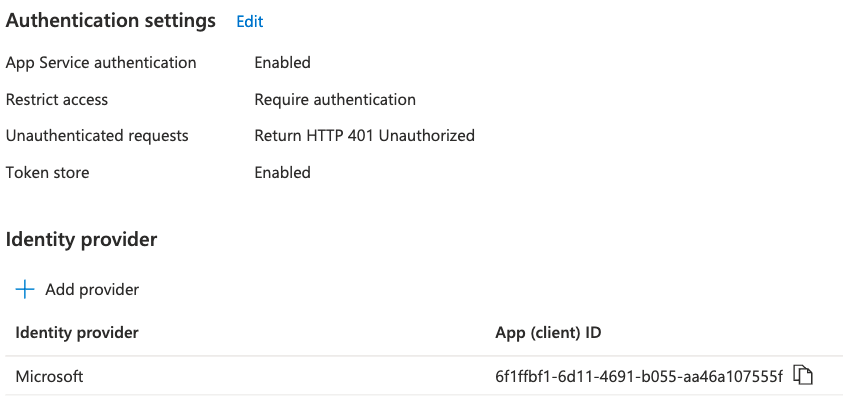 Authentication settings Edit
App Service authentication Enabled
Restrict access Require authentication
Unauthenticated requests Return HTTP 401 Unauthorized
Token store Enabled
Identity provider
Add provider
Identity provider App (client) ID
Microsoft 6f1ffbf1-6d11-4691-b055-aa46a107555f